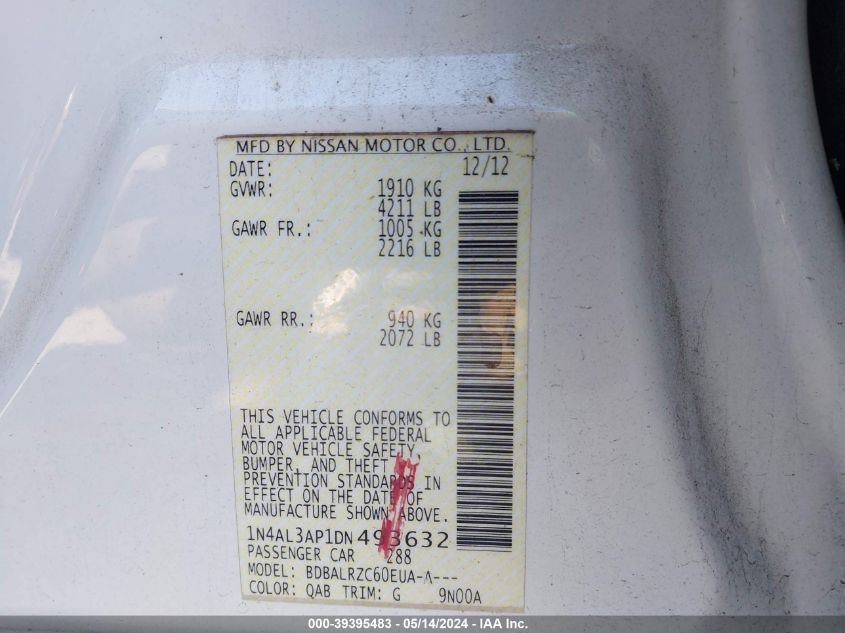 MFD BY NISSAN MOTOR CO., LTD.
DATE: 12/12
GVWR: 1910 KG
4211 LB
GAWR FR.: 1005 KG
2216 LB
GAWR RR.: 940 KG
2072 LB
THIS VEHICLE CONFORMS TO
ALL APPLICABLE FEDERAL
MOTOR VEHICLE SAFETY,
BUMPER, AND THEFT
PREVENTION STANDARDS IN
EFFECT ON THE DATE OF
MANUFACTURE SHOWN ABOVE.
1N4AL3AP1DN493632
PASSENGER CAR 288
MODEL: BDBALRZC60EUA-A---
COLOR: QAB TRIM: G 9N00A
000-39395483 - 05/14/2024 - IAA Inc.